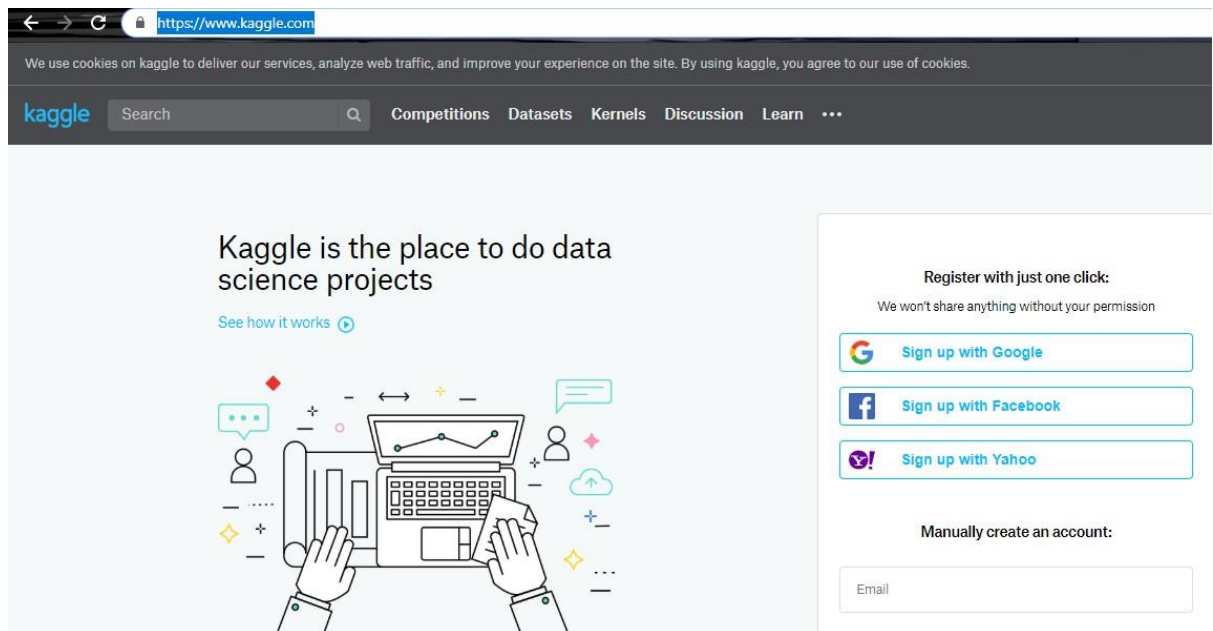 https://www.kaggle.com
We use cookies on kaggle to deliver our services, analyze web traffic, and improve your experience on the site. By using kaggle, you agree to our use of cookies.
kaggle Search Competitions Datasets Kernels Discussion Learn •••
Kaggle is the place to do data
science projects
See how it works
Register with just one click:
We won't share anything without your permission
Sign up with Google
Sign up with Facebook
Sign up with Yahoo
Manually create an account:
Email